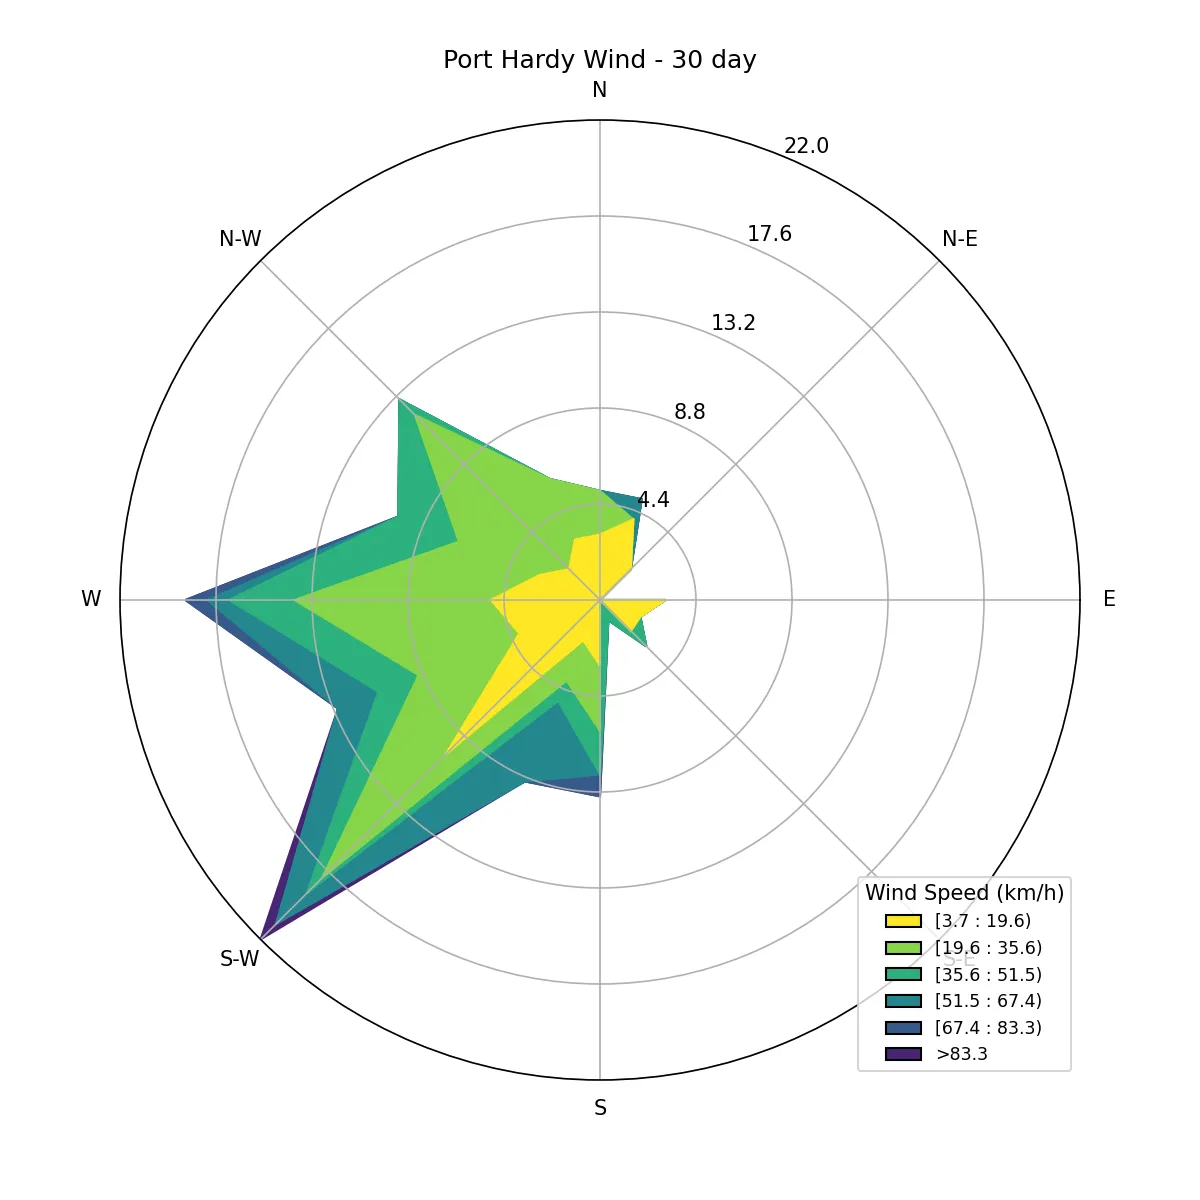 Port Hardy Wind - 30 day
N
22.0
N-W
N-E
17.6
13.2
8.8
4.4
W
E
S-W
S-E
Wind Speed (km/h)
[3.7 : 19.6)
[19.6 : 35.6)
[35.6 : 51.5)
[51.5 : 67.4)
[67.4 : 83.3)
>83.3
S